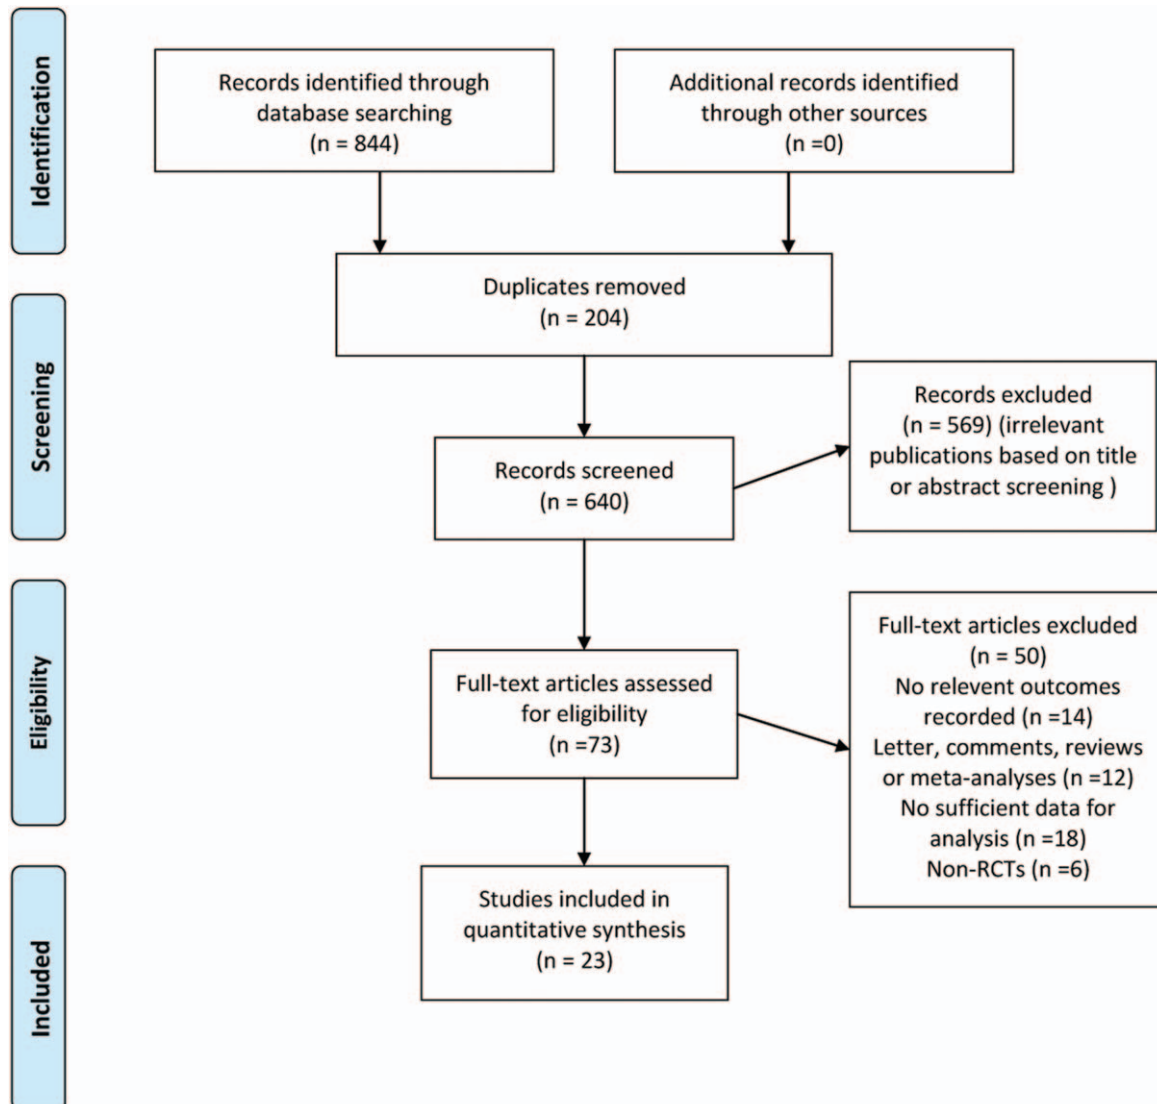 Identification
Records identified through
database searching
(n = 844)
Additional records identified
through other sources
(n =0)
Duplicates removed
(n = 204)
Screening
Records screened
(n = 640)
Records excluded
(n = 569) (irrelevant
publications based on title
or abstract screening )
Eligibility
Full-text articles assessed
for eligibility
(n =73)
Full-text articles excluded
(n = 50)
No relevent outcomes
recorded (n =14)
Letter, comments, reviews
or meta-analyses (n =12)
No sufficient data for
analysis (n =18)
Non-RCTs (n =6)
Included
Studies included in
quantitative synthesis
(n = 23)